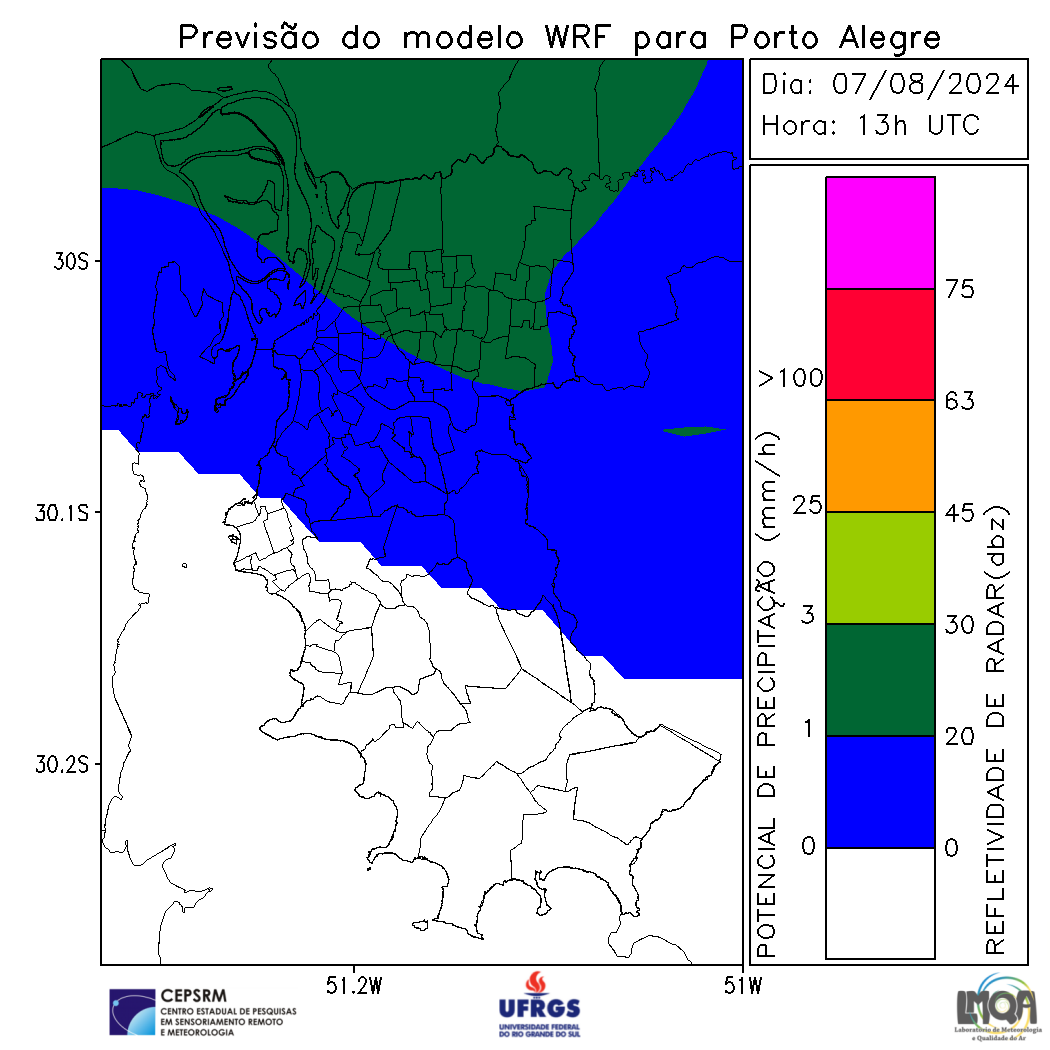 Previsão do modelo WRF para Porto Alegre
Dia: 07/08/2024
Hora: 13h UTC
30S
30.1S
30.2S
51.2W
51W
POTENCIAL DE PRECIPITAÇÃO (mm/h)
>100
25
3
1
0
75
63
45
30
20
0
REFLETIVIDADE DE RADAR(dbz)
CEPSRM
CENTRO ESTADUAL DE PESQUISAS
EM SENSORIAMENTO REMOTO
E METEOROLOGIA
UFRGS
UNIVERSIDADE FEDERAL
DO RIO GRANDE DO SUL
LMQA
Laboratório de Meteorologia
e Qualidade do Ar